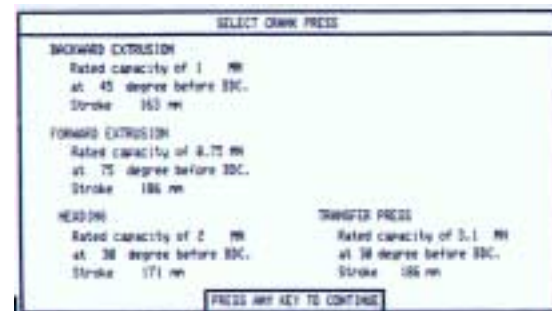 SELECT CRANK PRESS
BACKWARD EXTRUSION
Rated capacity of 1 MN
at 45 degree before BDC.
Stroke 163 mm
FORWARD EXTRUSION
Rated capacity of 0.75 MN
at 75 degree before BDC.
Stroke 186 mm
HEADING
Rated capacity of 2 MN
at 30 degree before BDC.
Stroke 171 mm
TRANSFER PRESS
Rated capacity of 3.1 MN
at 30 degree before BDC.
Stroke 186 mm
PRESS ANY KEY TO CONTINUE